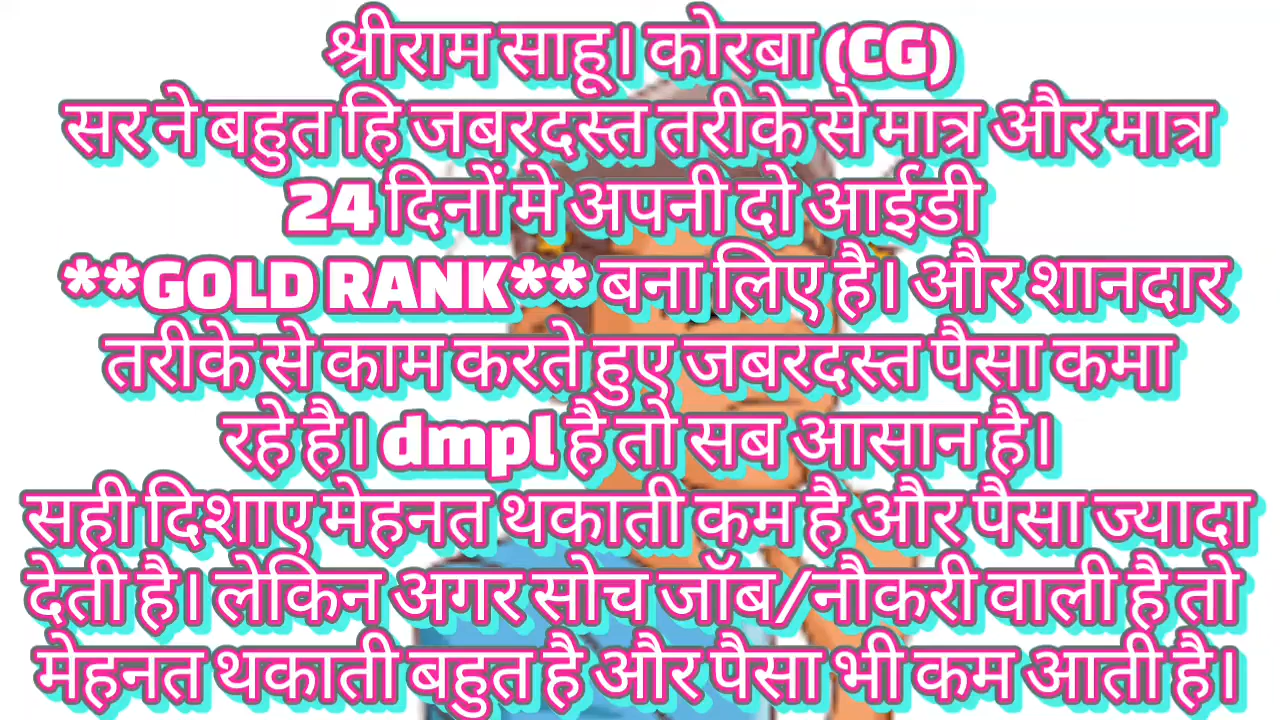 श्रीराम साहू। कोरबा (CG)
सर ने बहुत हि जबरदस्त तरीके से मात्र और मात्र
24 दिनों मे अपनी दो आईडी
**GOLD RANK** बना लिए है। और शानदार
तरीके से काम करते हुए जबरदस्त पैसा कमा
रहे है। dmpl है तो सब आसान है।
सही दिशाए मेहनत थकाती कम है और पैसा ज्यादा
देती है। लेकिन अगर सोच जॉब/नौकरी वाली है तो
मेहनत थकाती बहुत है और पैसा भी कम आती है।